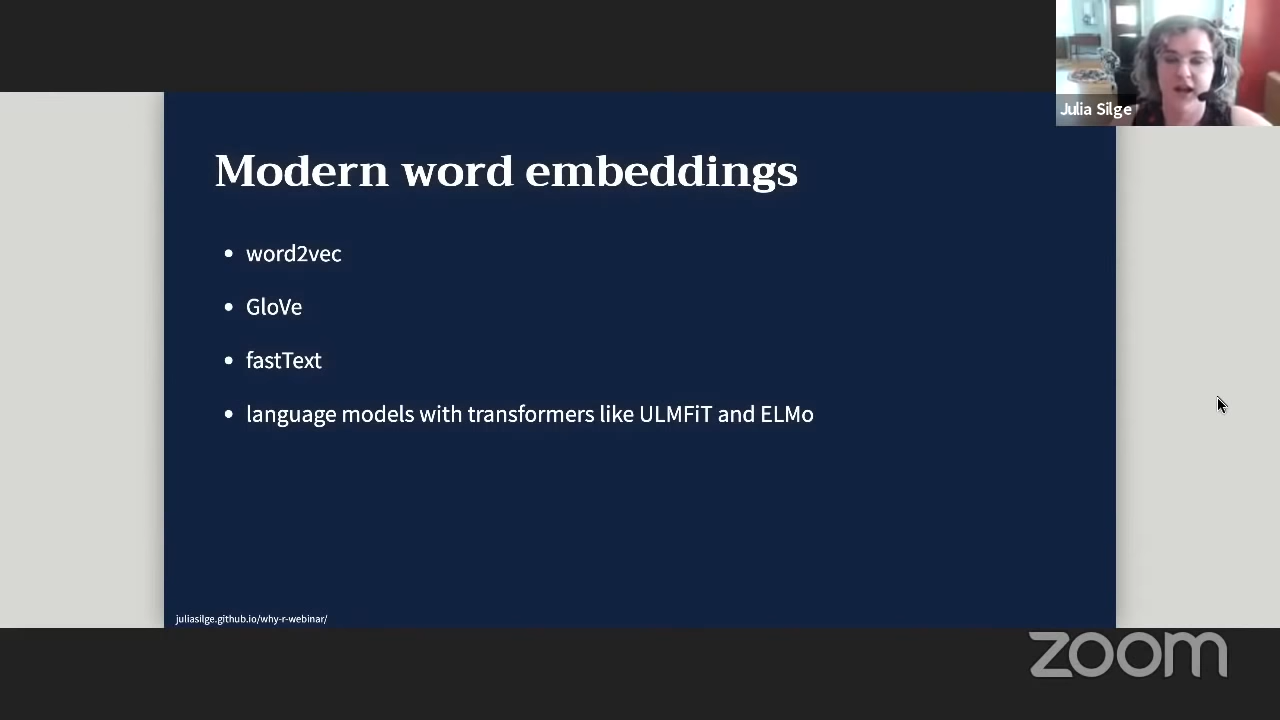 Julia Silge
Modern word embeddings
• word2vec
• GloVe
• fastText
• language models with transformers like ULMFiT and ELMo
juliasilge.github.io/why-r-webinar/
zoom